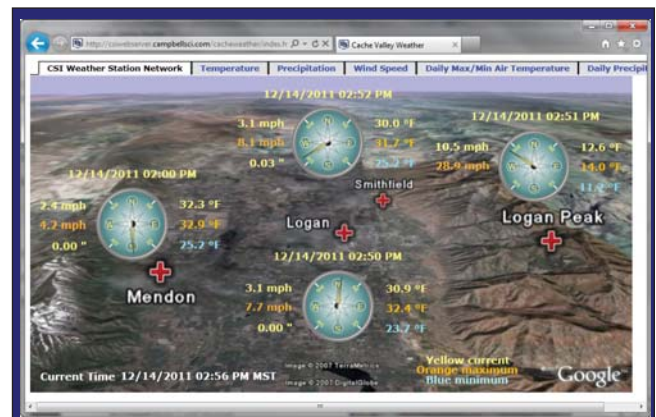 http://csiwebserver.campbellsci.com/cacheweather/index.fr
Cache Valley Weather
CSI Weather Station Network Temperature Precipitation Wind Speed Daily Max/Min Air Temperature Daily Precipit
12/14/2011 02:52 PM
3.1 mph 30.0 °F
8.1 mph 31.7 °F
0.03 " 25.2 °F
Smithfield
12/14/2011 02:51 PM
10.5 mph 12.6 °F
28.9 mph 14.0 °F
11.2 °F
Logan Peak
12/14/2011 02:00 PM
2.4 mph 32.3 °F
4.2 mph 32.9 °F
0.00 " 25.2 °F
Mendon
Logan
12/14/2011 02:50 PM
3.1 mph 30.9 °F
7.7 mph 32.4 °F
0.00 " 23.7 °F
Image © 2007 TerraMetrics
Image © 2007 DigitalGlobe
Yellow current
Orange maximum
Blue minimum
Google
Current Time 12/14/2011 02:56 PM MST